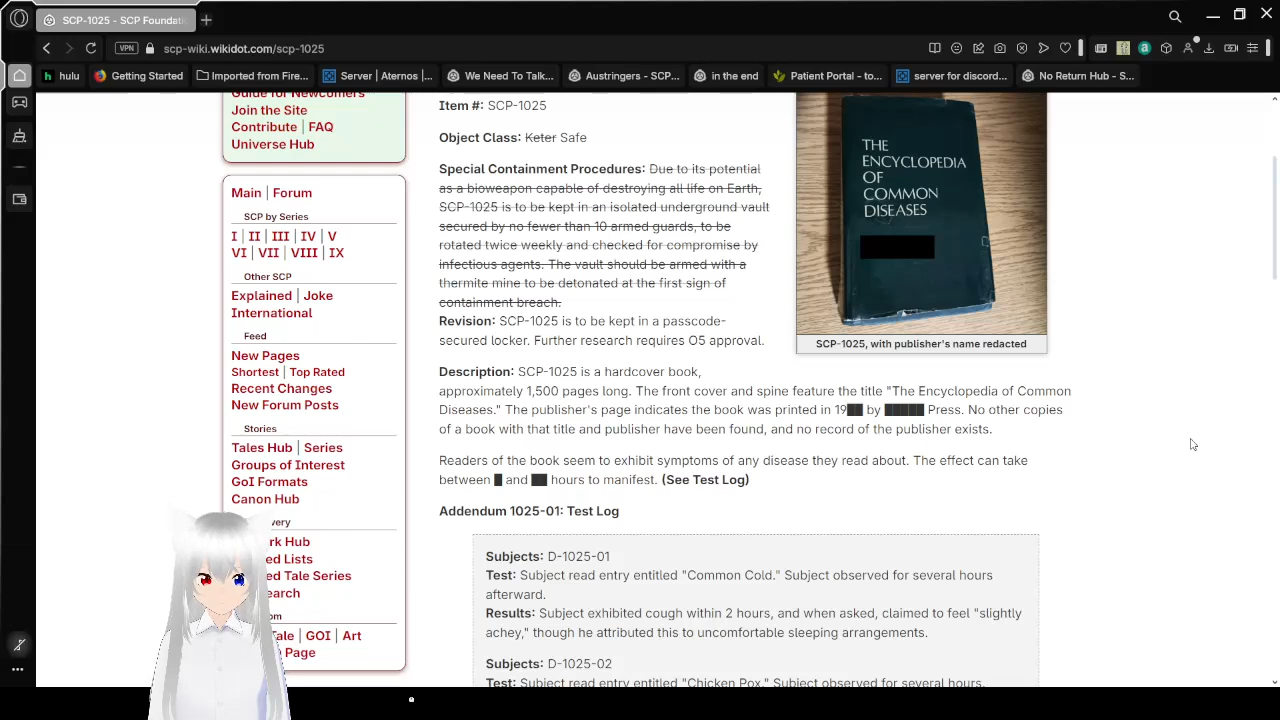 SCP-1025 - SCP Foundati
VPN
scp-wiki.wikidot.com/scp-1025
hulu
Getting Started
Imported from Fire...
Server | Aternos |...
We Need To Talk...
Austringers - SCP...
in the end
Patient Portal - to...
server for discord...
No Return Hub - S...
Guide for Newcomers
Join the Site
Contribute | FAQ
Universe Hub
Main | Forum
SCP by Series
I | II | III | IV | V
VI | VII | VIII | IX
Other SCP
Explained | Joke
International
Feed
New Pages
Shortest | Top Rated
Recent Changes
New Forum Posts
Stories
Tales Hub | Series
Groups of Interest
GoI Formats
Canon Hub
very
rk Hub
ed Lists
ed Tale Series
earch
om
Tale | GOI | Art
Page
Item #: SCP-1025
Object Class: Keter Safe
Special Containment Procedures: Due to its potential
as a bioweapon capable of destroying all life on Earth,
SCP-1025 is to be kept in an isolated underground vault
secured by no fewer than 10 armed guards, to be
rotated twice weekly and checked for compromise by
infectious agents. The vault should be armed with a
thermite mine to be detonated at the first sign of
containment breach.
Revision: SCP-1025 is to be kept in a passcode-
secured locker. Further research requires O5 approval.
THE
ENCYCLOPEDIA
OF
COMMON
DISEASES
SCP-1025, with publisher's name redacted
Description: SCP-1025 is a hardcover book,
approximately 1,500 pages long. The front cover and spine feature the title "The Encyclopedia of Common
Diseases." The publisher's page indicates the book was printed in 19██ by █████ Press. No other copies
of a book with that title and publisher have been found, and no record of the publisher exists.
Readers of the book seem to exhibit symptoms of any disease they read about. The effect can take
between █ and ██ hours to manifest. (See Test Log)
Addendum 1025-01: Test Log
Subjects: D-1025-01
Test: Subject read entry entitled "Common Cold." Subject observed for several hours
afterward.
Results: Subject exhibited cough within 2 hours, and when asked, claimed to feel "slightly
achey," though he attributed this to uncomfortable sleeping arrangements.
Subjects: D-1025-02
Test: Subject read entry entitled "Chicken Pox." Subject observed for several hours.